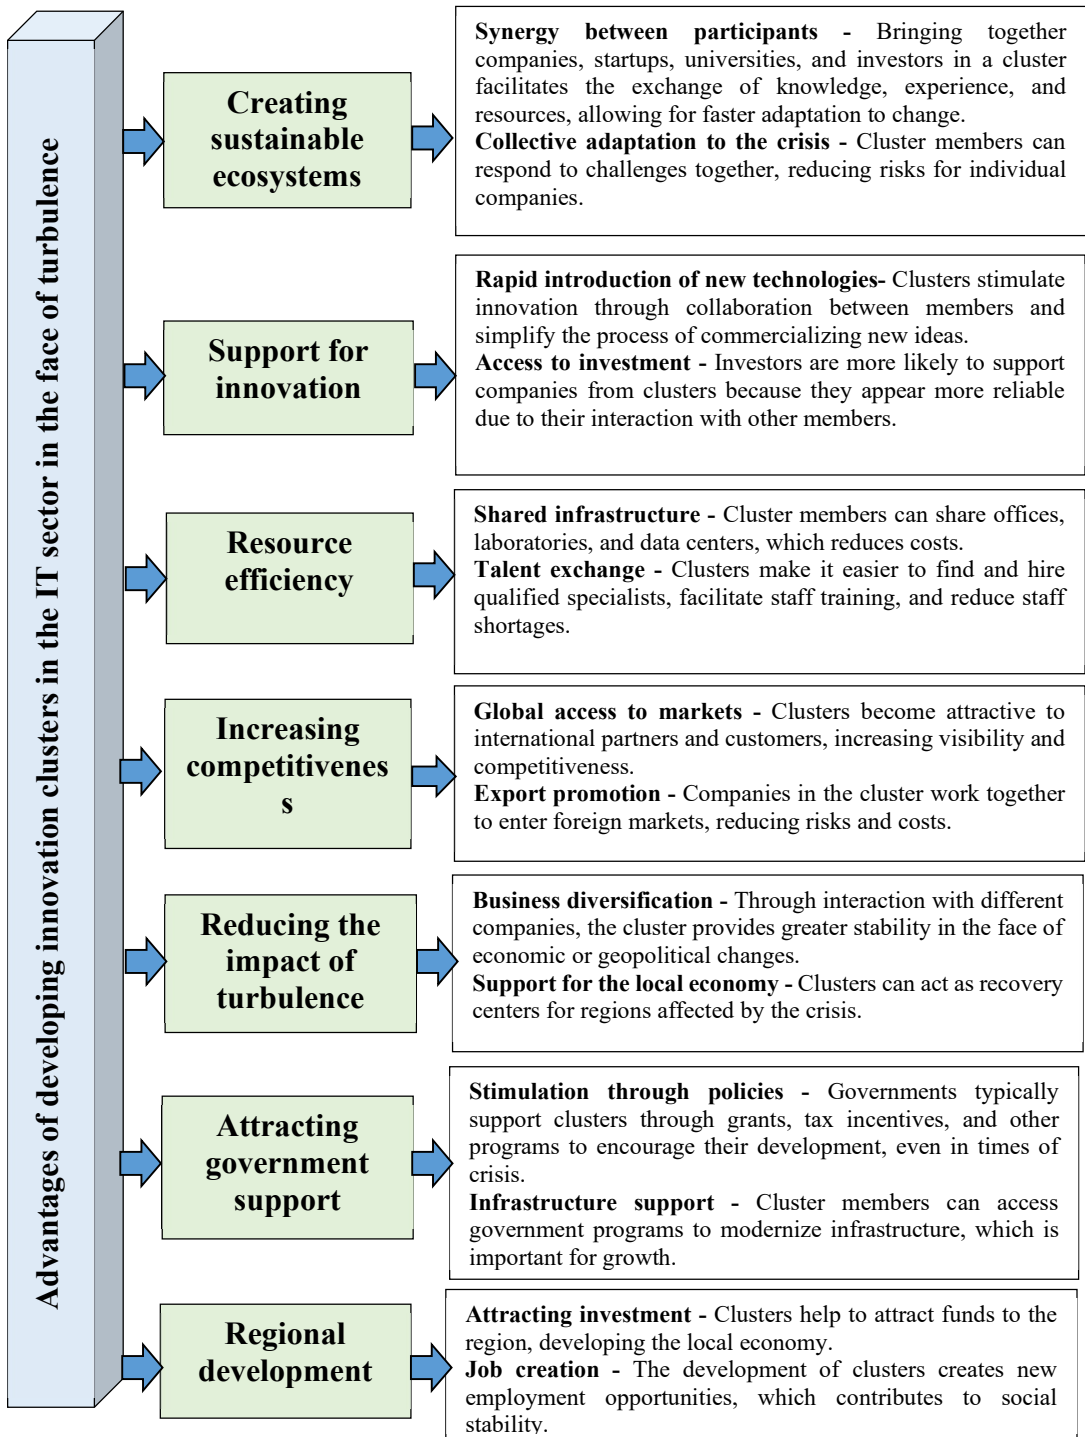 Advantages of developing innovation clusters in the IT sector in the face of turbulence
Creating
sustainable
ecosystems
Synergy between participants - Bringing together
companies, startups, universities, and investors in a cluster
facilitates the exchange of knowledge, experience, and
resources, allowing for faster adaptation to change.
Collective adaptation to the crisis - Cluster members can
respond to challenges together, reducing risks for individual
companies.
Support for
innovation
Rapid introduction of new technologies- Clusters stimulate
innovation through collaboration between members and
simplify the process of commercializing new ideas.
Access to investment - Investors are more likely to support
companies from clusters because they appear more reliable
due to their interaction with other members.
Resource
efficiency
Shared infrastructure - Cluster members can share offices,
laboratories, and data centers, which reduces costs.
Talent exchange - Clusters make it easier to find and hire
qualified specialists, facilitate staff training, and reduce staff
shortages.
Increasing
competitivenes
s
Global access to markets - Clusters become attractive to
international partners and customers, increasing visibility and
competitiveness.
Export promotion - Companies in the cluster work together
to enter foreign markets, reducing risks and costs.
Reducing the
impact of
turbulence
Business diversification - Through interaction with different
companies, the cluster provides greater stability in the face of
economic or geopolitical changes.
Support for the local economy - Clusters can act as recovery
centers for regions affected by the crisis.
Attracting
government
support
Stimulation through policies - Governments typically
support clusters through grants, tax incentives, and other
programs to encourage their development, even in times of
crisis.
Infrastructure support - Cluster members can access
government programs to modernize infrastructure, which is
important for growth.
Regional
development
Attracting investment - Clusters help to attract funds to the
region, developing the local economy.
Job creation - The development of clusters creates new
employment opportunities, which contributes to social
stability.